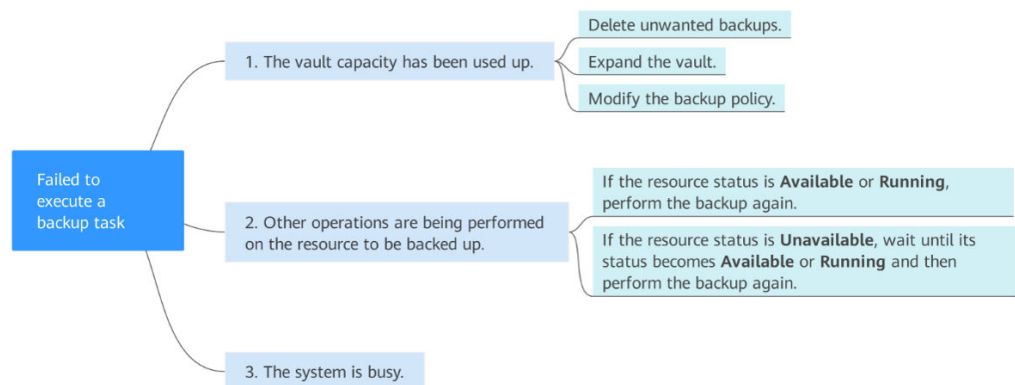 Failed to
execute a
backup task
1. The vault capacity has been used up.
Delete unwanted backups.
Expand the vault.
Modify the backup policy.
2. Other operations are being performed
on the resource to be backed up.
If the resource status is Available or Running,
perform the backup again.
If the resource status is Unavailable, wait until its
status becomes Available or Running and then
perform the backup again.
3. The system is busy.